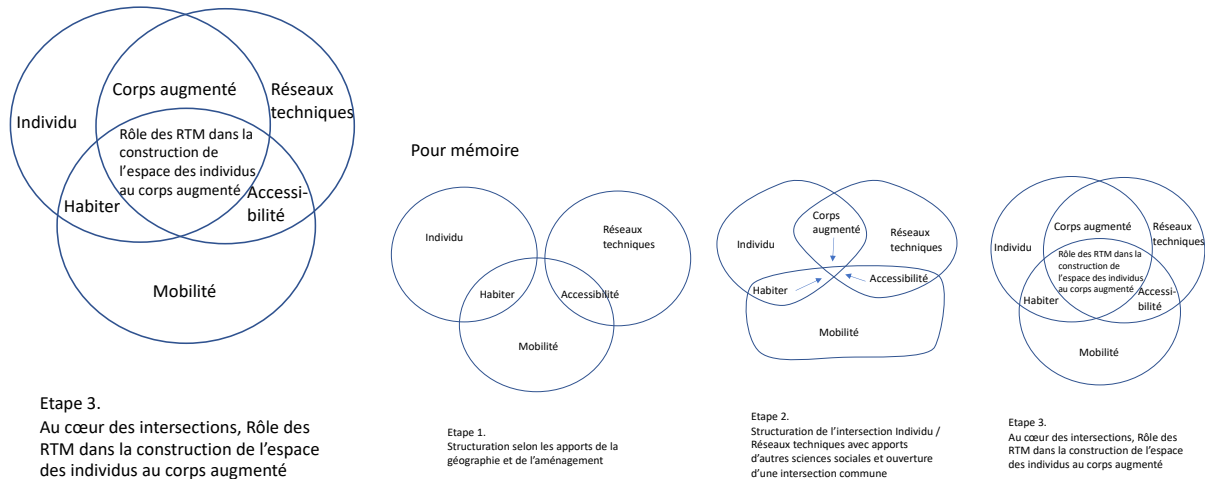 Corps augmenté
Réseaux
techniques
Individu
Rôle des RTM dans la
construction de
l'espace des individus
au corps augmenté
Habiter
Accessi-
bilité
Mobilité
Etape 3.
Au cœur des intersections, Rôle des
RTM dans la construction de l'espace
des individus au corps augmenté
Pour mémoire
Individu
Réseaux
techniques
Habiter
Accessibilité
Mobilité
Etape 1.
Structuration selon les apports de la
géographie et de l'aménagement
Corps
augmenté
Individu
Réseaux
techniques
Habiter
Accessibilité
Mobilité
Etape 2.
Structuration de l'intersection Individu /
Réseaux techniques avec apports
d'autres sciences sociales et ouverture
d'une intersection commune
Corps augmenté
Réseaux
techniques
Individu
Rôle des RTM dans la
construction de
l'espace des individus
au corps augmenté
Habiter
Accessi-
bilité
Mobilité
Etape 3.
Au cœur des intersections, Rôle des
RTM dans la construction de l'espace
des individus au corps augmenté